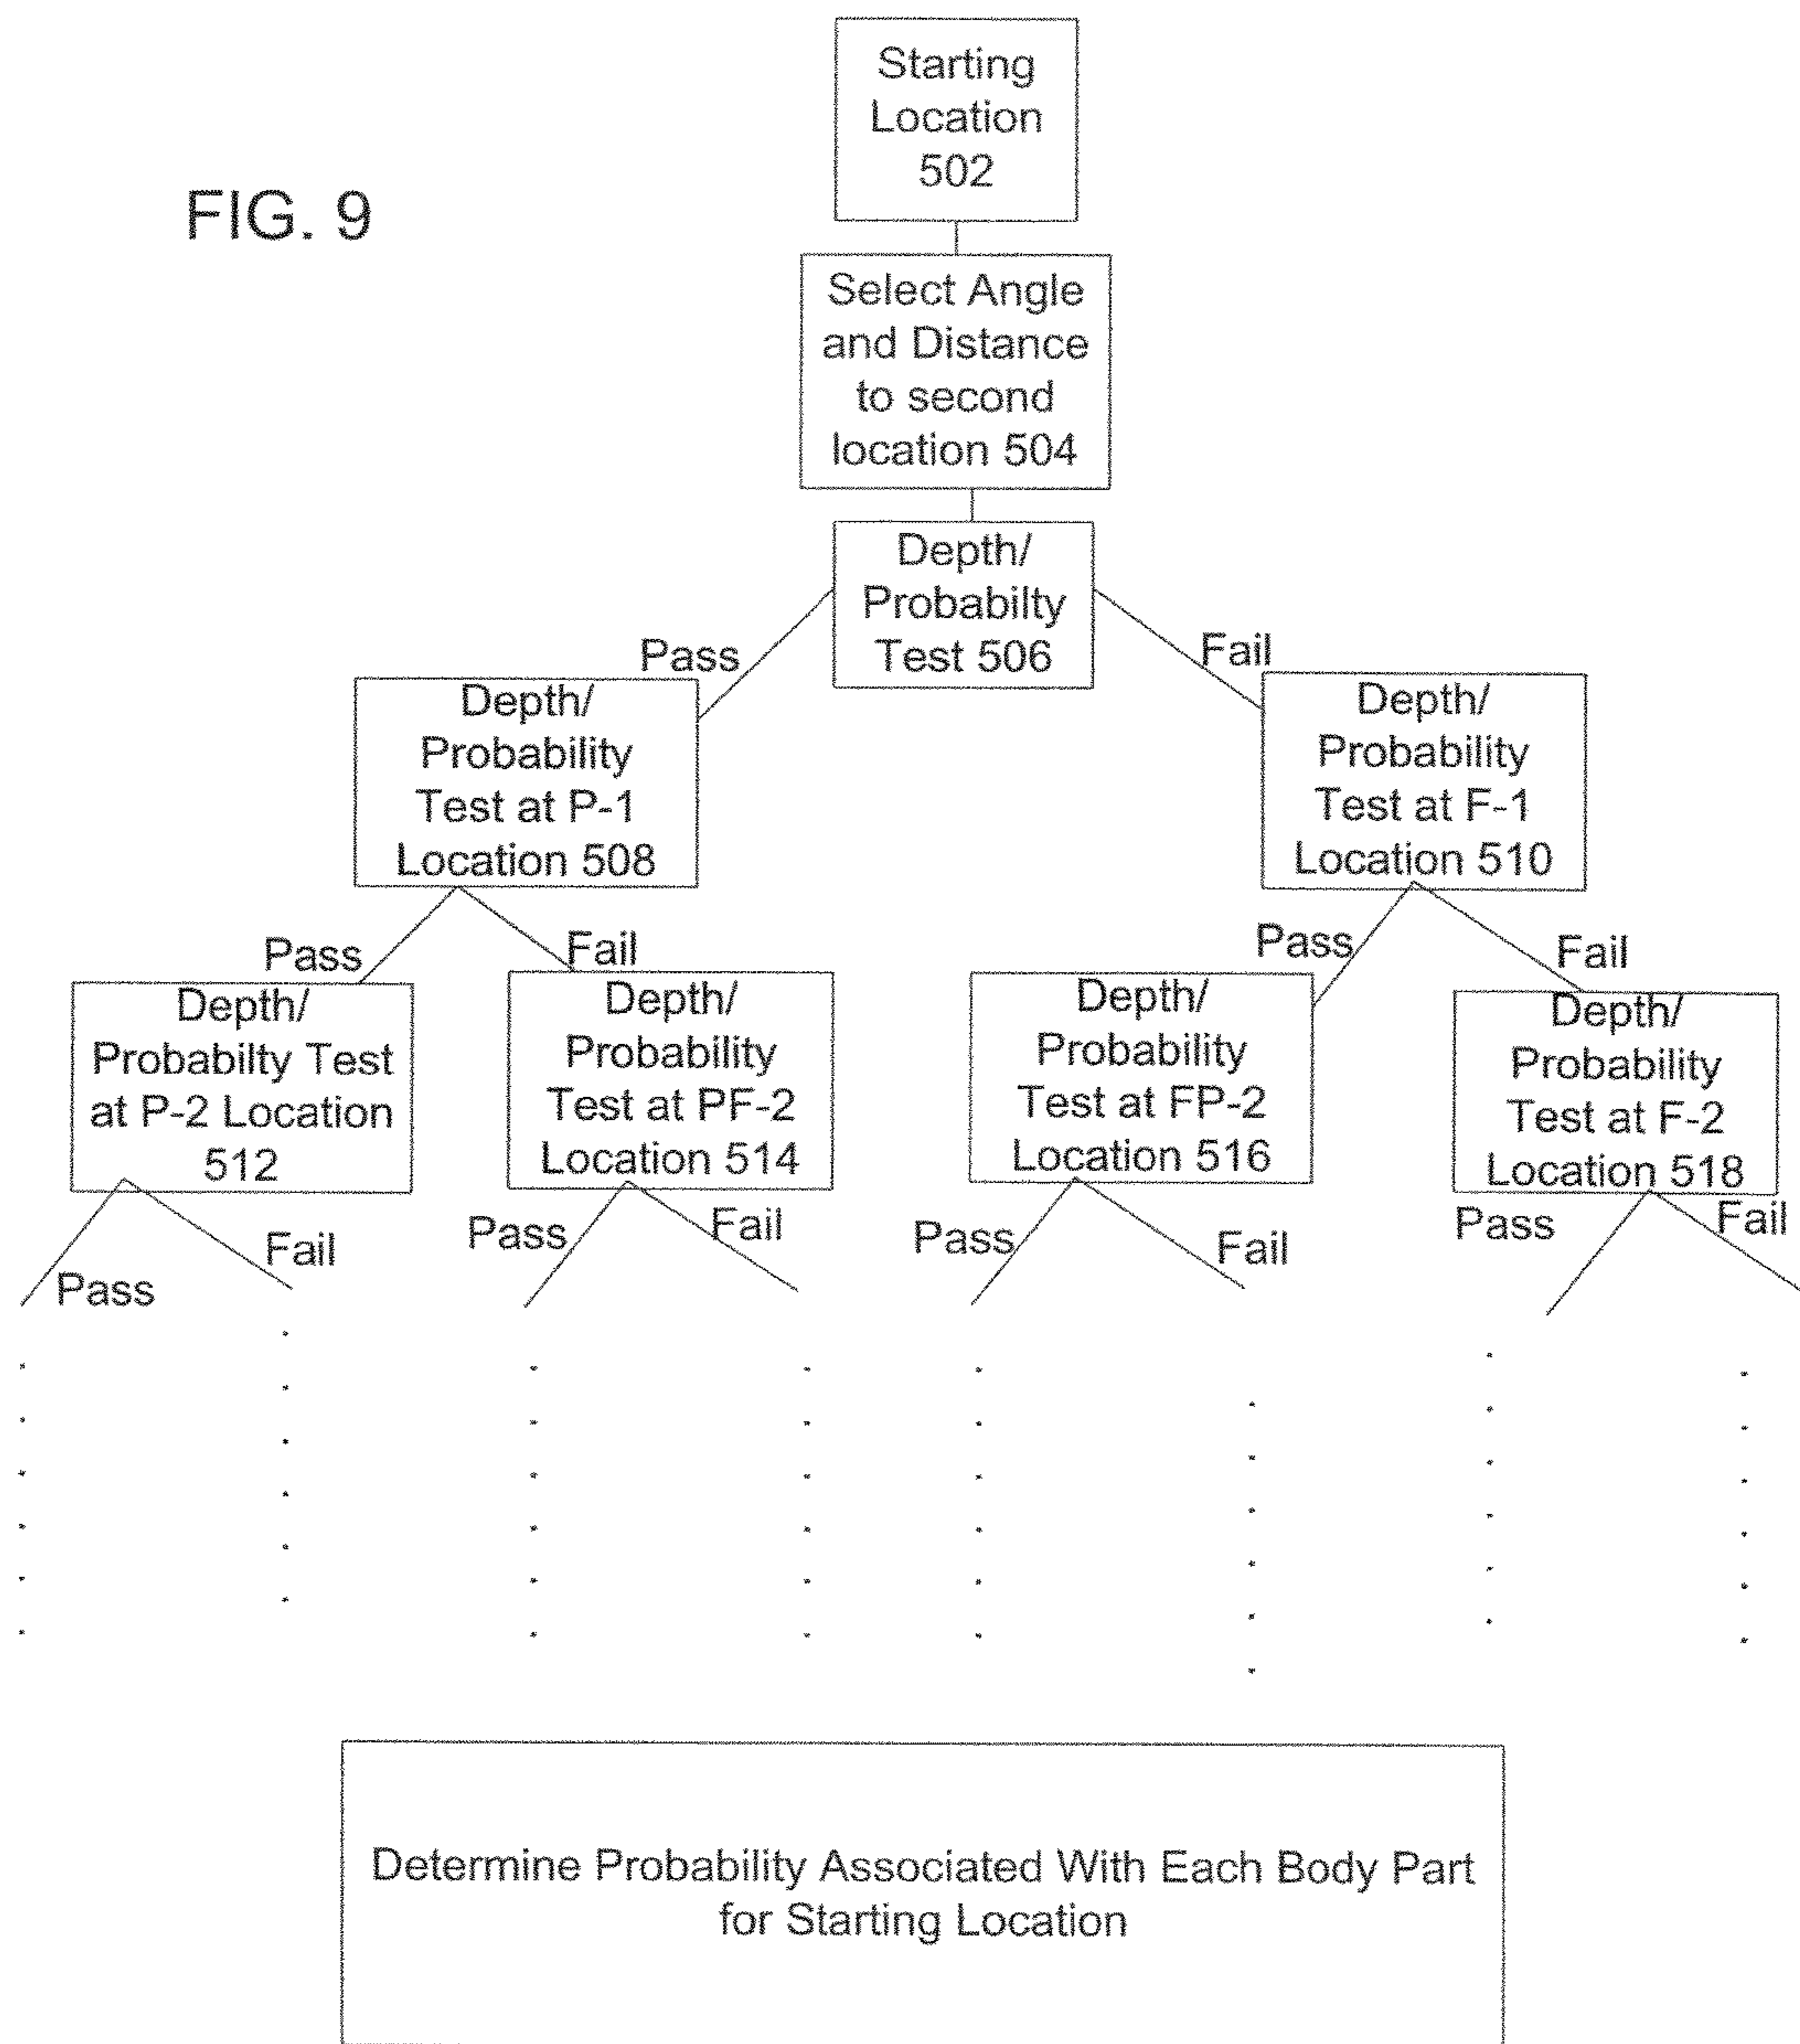 Starting
Location
502
FIG. 9
Select Angle
and Distance
to second
location 504
Depth/
Probabilty
Test 506
Pass
Fail
Depth/
Probability
Test at P-1
Location 508
Depth/
Probability
Test at F-1
Location 510
Pass
Fail
Pass
Fail
Depth/
Probabilty Test
at P-2 Location
512
Depth/
Probability
Test at PF-2
Location 514
Depth/
Probability
Test at FP-2
Location 516
Depth/
Probability
Test at F-2
Location 518
Pass
Fail
Pass
Fail
Pass
Fail
Pass
Fail
Determine Probability Associated With Each Body Part
for Starting Location